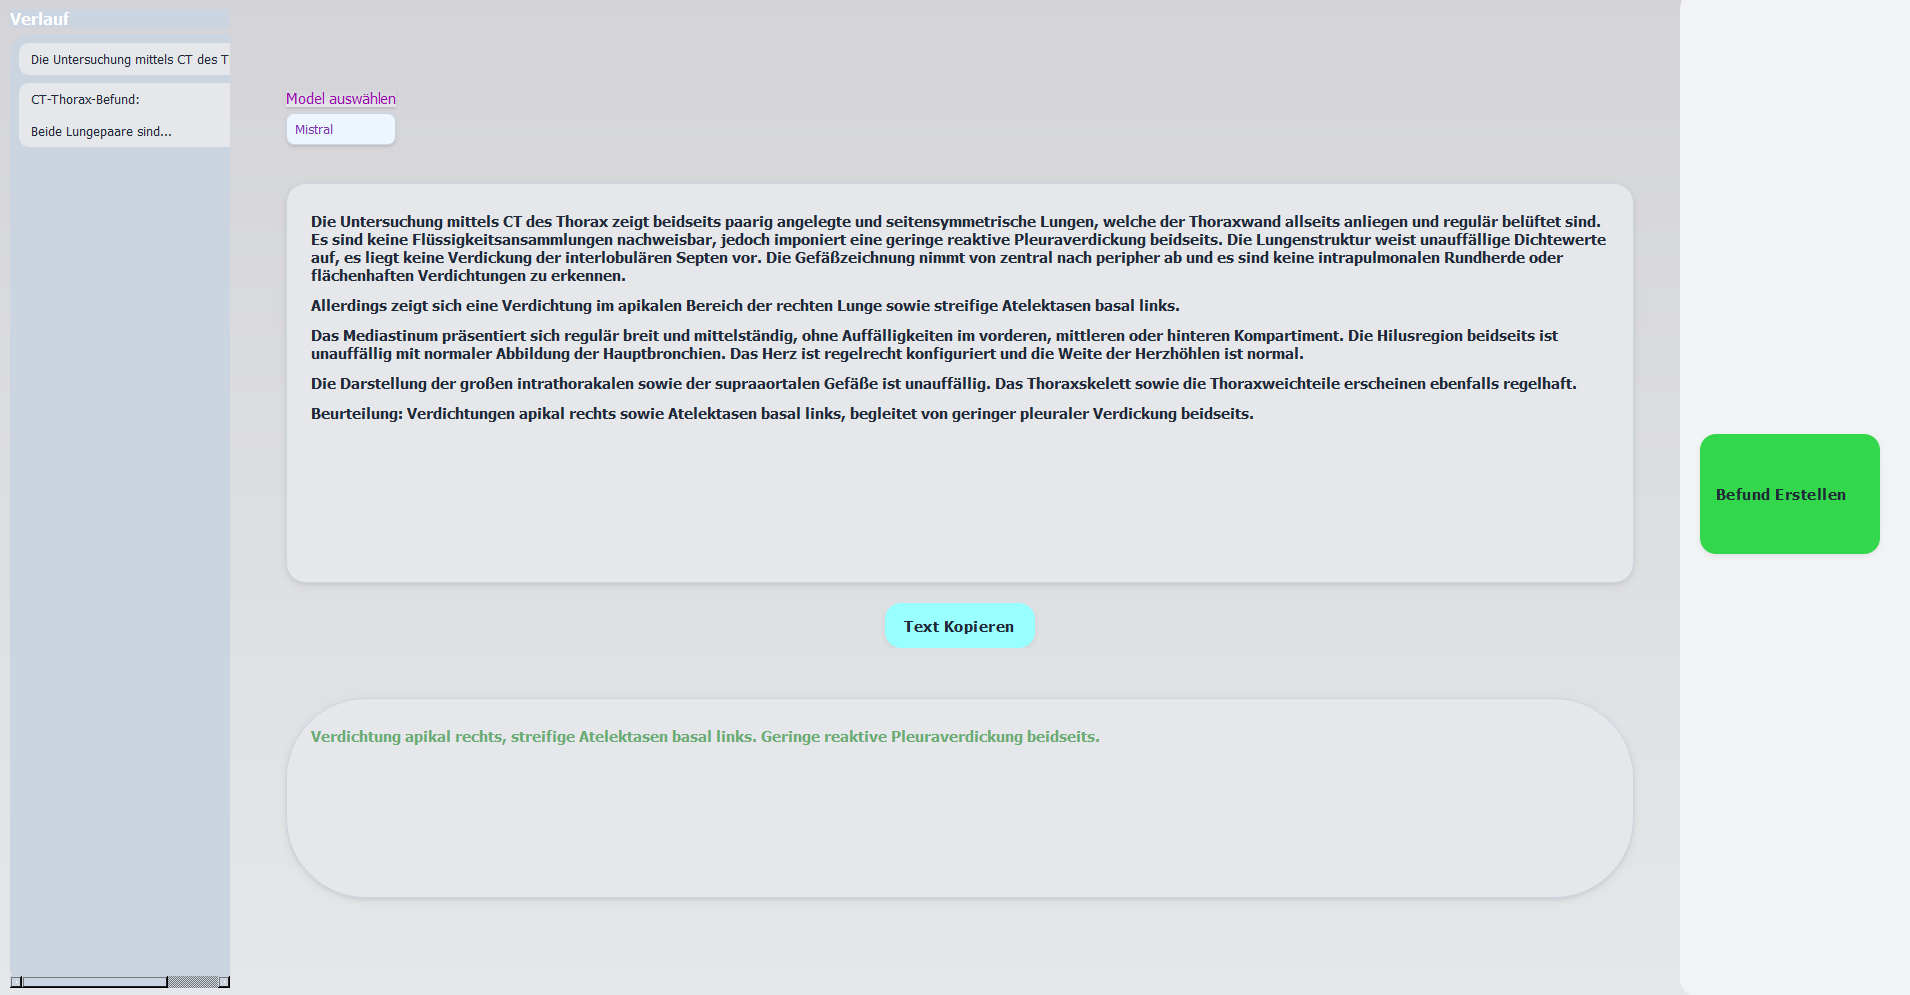 Verlauf
Die Untersuchung mittels CT des T
CT-Thorax-Befund:
Beide Lungepaare sind...
Model auswählen
Mistral
Die Untersuchung mittels CT des Thorax zeigt beidseits paarig angelegte und seitensymmetrische Lungen, welche der Thoraxwand allseits anliegen und regulär belüftet sind.
Es sind keine Flüssigkeitsansammlungen nachweisbar, jedoch imponiert eine geringe reaktive Pleuraverdickung beidseits. Die Lungenstruktur weist unauffällige Dichtewerte
auf, es liegt keine Verdickung der interlobulären Septen vor. Die Gefäßzeichnung nimmt von zentral nach peripher ab und es sind keine intrapulmonalen Rundherde oder
flächenhaften Verdichtungen zu erkennen.
Allerdings zeigt sich eine Verdichtung im apikalen Bereich der rechten Lunge sowie streifige Atelektasen basal links.
Das Mediastinum präsentiert sich regulär breit und mittelständig, ohne Auffälligkeiten im vorderen, mittleren oder hinteren Kompartiment. Die Hilusregion beidseits ist
unauffällig mit normaler Abbildung der Hauptbronchien. Das Herz ist regelrecht konfiguriert und die Weite der Herzhöhlen ist normal.
Die Darstellung der großen intrathorakalen sowie der supraaortalen Gefäße ist unauffällig. Das Thoraxskelett sowie die Thoraxweichteile erscheinen ebenfalls regelhaft.
Beurteilung: Verdichtungen apikal rechts sowie Atelektasen basal links, begleitet von geringer pleuraler Verdickung beidseits.
Befund Erstellen
Text Kopieren
Verdichtung apikal rechts, streifige Atelektasen basal links. Geringe reaktive Pleuraverdickung beidseits.